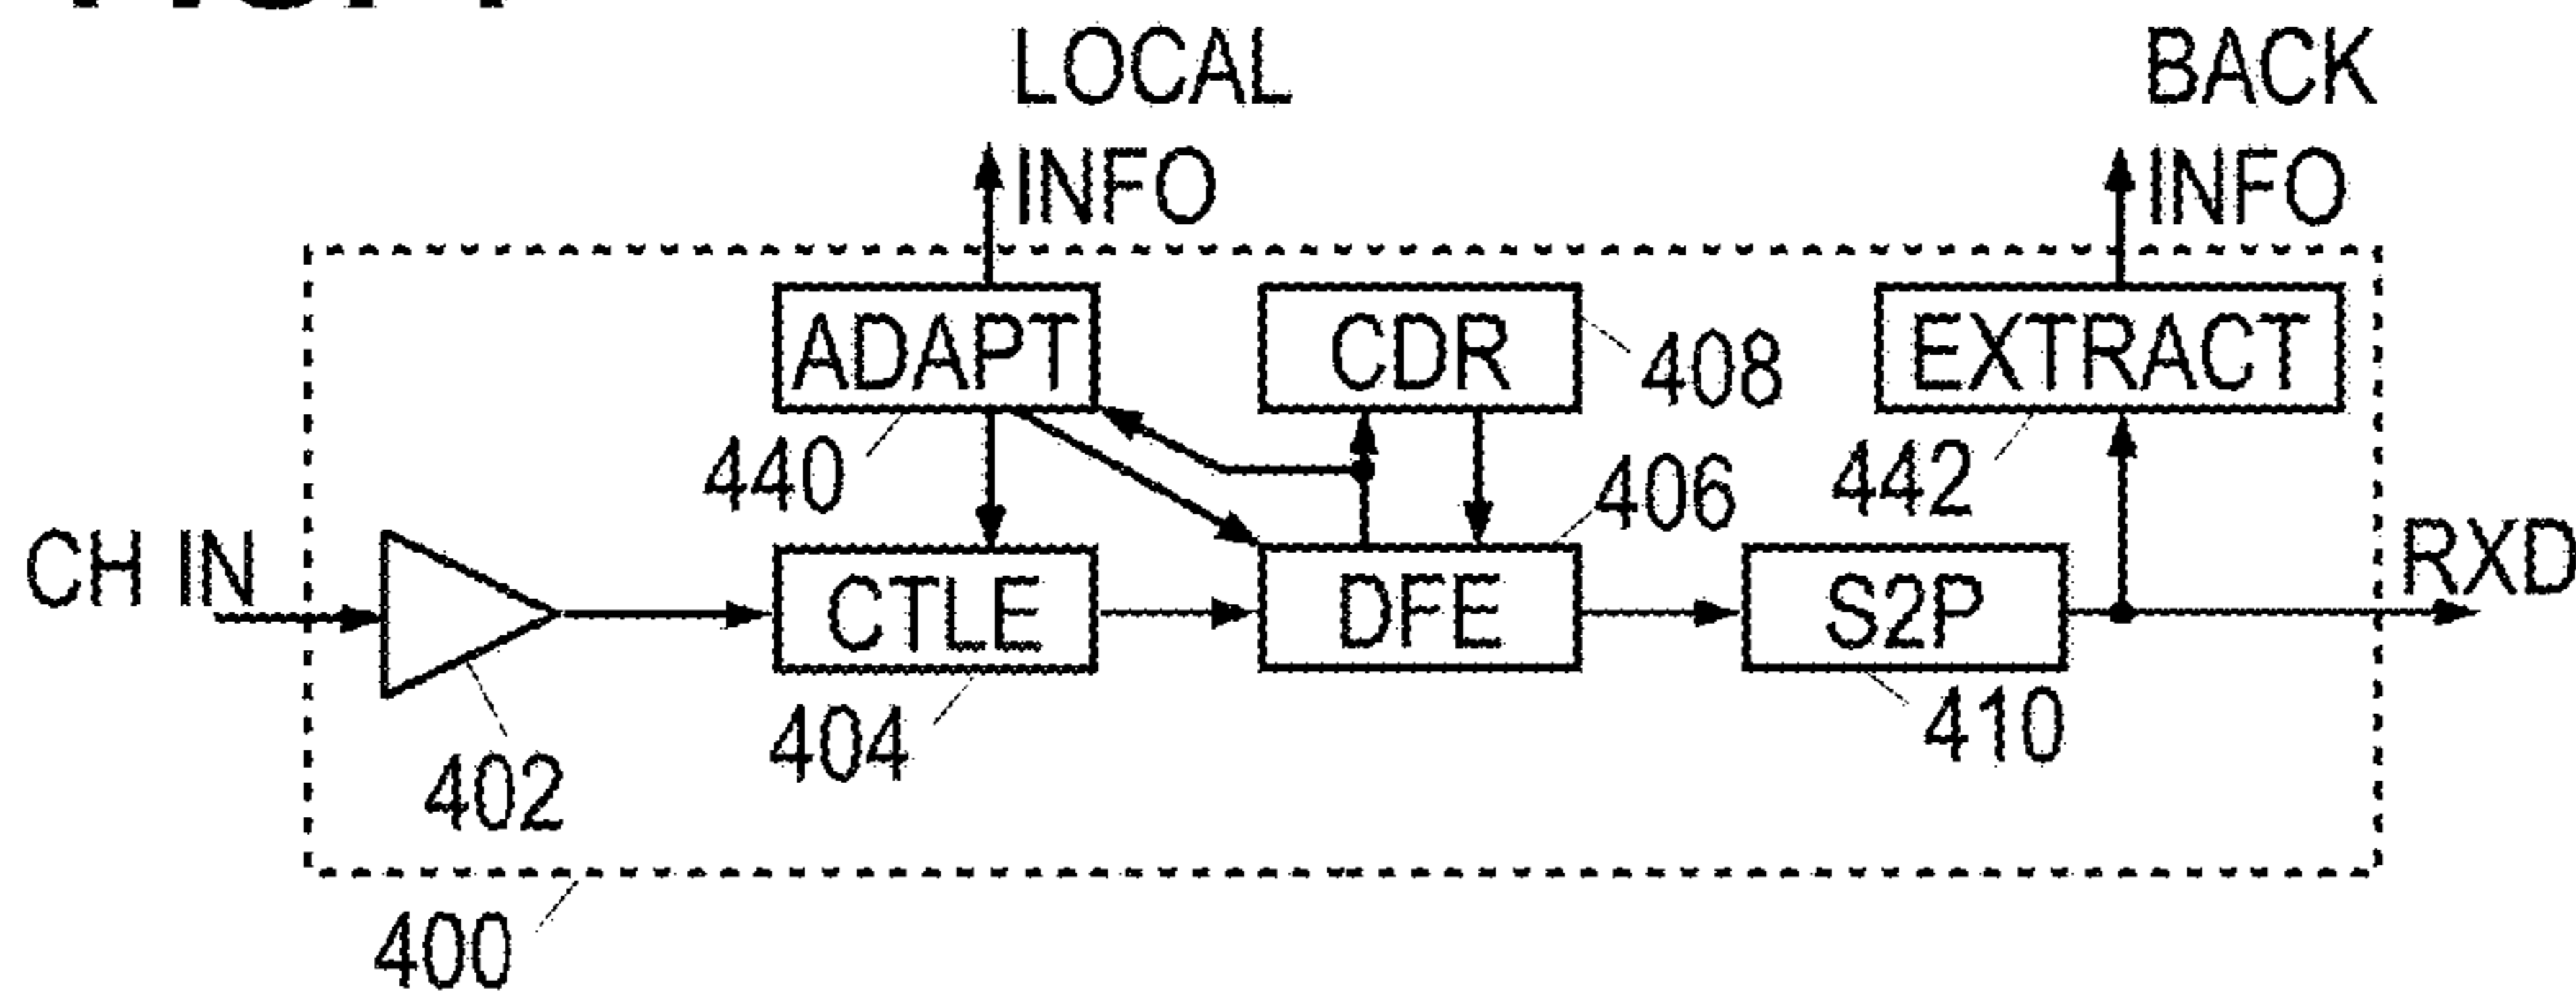 LOCAL
INFO
BACK
INFO
ADAPT
CDR
408
EXTRACT
440
406
442
CH IN
CTLE
DFE
S2P
RXD
402
404
410
400